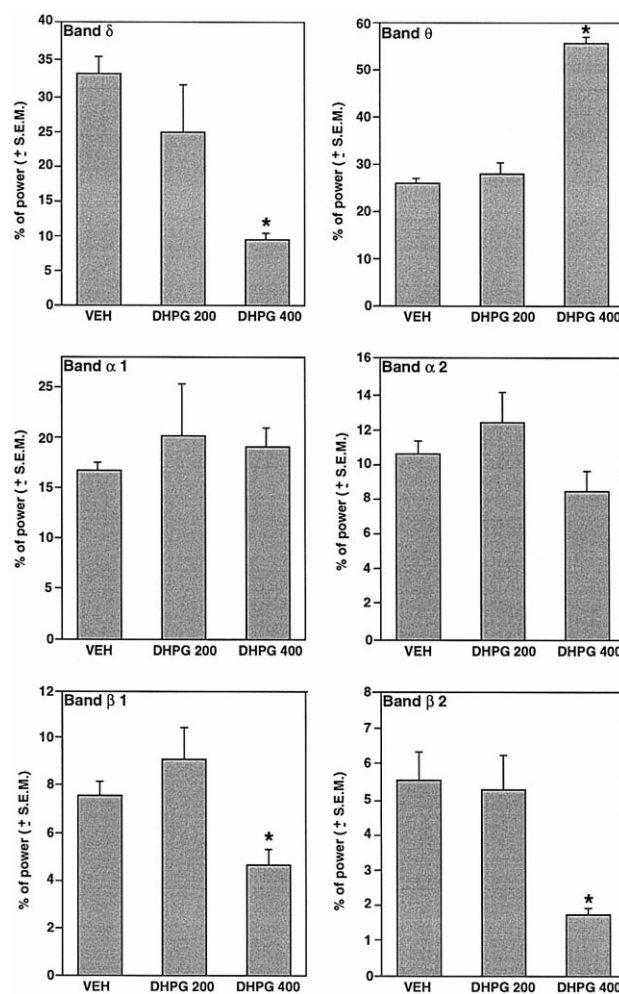 Band δ
% of power (± S.E.M.)
40
35
30
25
20
15
10
5
0
*
VEH DHPG 200 DHPG 400
Band θ
% of power (± S.E.M.)
60
50
40
30
20
10
0
*
VEH DHPG 200 DHPG 400
Band α 1
% of power (± S.E.M.)
25
20
15
10
5
0
VEH DHPG 200 DHPG 400
Band α 2
% of power (± S.E.M.)
16
14
12
10
8
6
4
2
0
VEH DHPG 200 DHPG 400
Band β 1
% of power (± S.E.M.)
12
10
8
6
4
2
0
*
VEH DHPG 200 DHPG 400
Band β 2
% of power (± S.E.M.)
8
7
6
5
4
3
2
1
0
*
VEH DHPG 200 DHPG 400